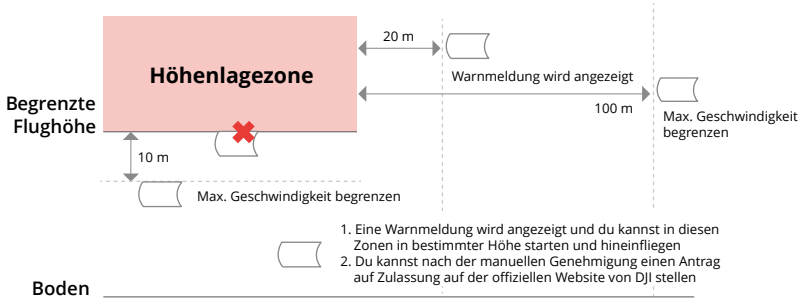 20 m
Höhenlagezone
Warnmeldung wird angezeigt
Begrenzte
Flughöhe
100 m
Max. Geschwindigkeit
begrenzen
10 m
Max. Geschwindigkeit begrenzen
1. Eine Warnmeldung wird angezeigt und du kannst in diesen
Zonen in bestimmter Höhe starten und hineinfliegen
2. Du kannst nach der manuellen Genehmigung einen Antrag
auf Zulassung auf der offiziellen Website von DJI stellen
Boden